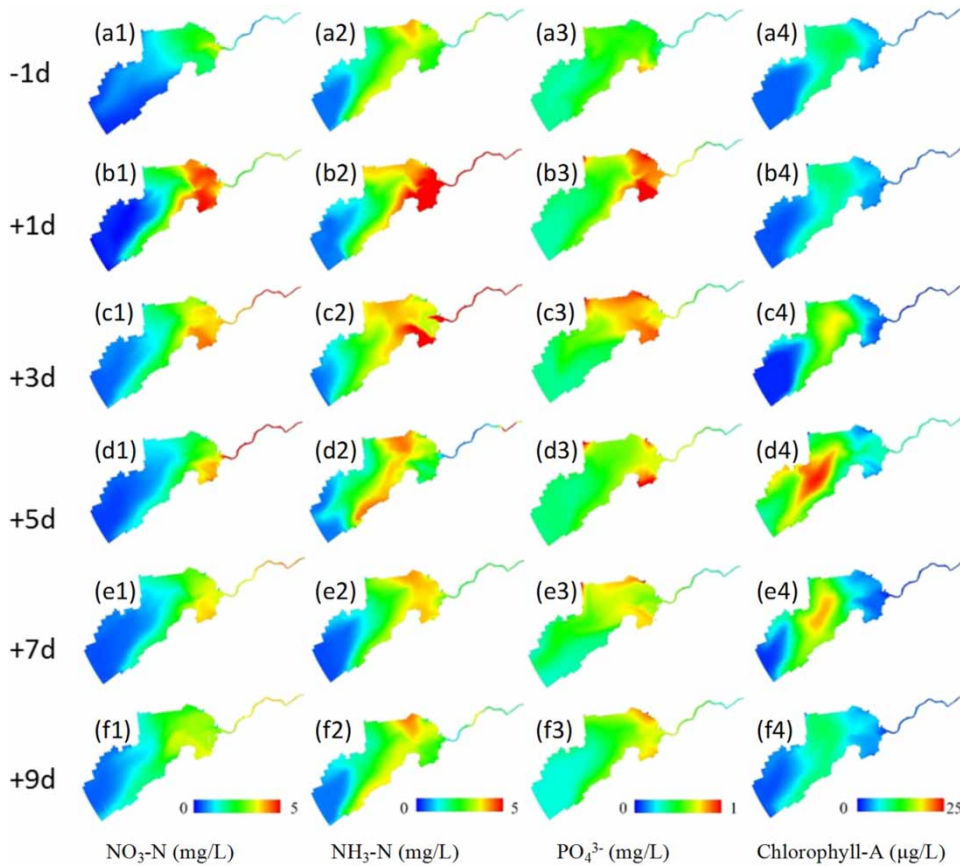 -1d (a1) (a2) (a3) (a4)
+1d (b1) (b2) (b3) (b4)
+3d (c1) (c2) (c3) (c4)
+5d (d1) (d2) (d3) (d4)
+7d (e1) (e2) (e3) (e4)
+9d (f1) (f2) (f3) (f4)
0 5 0 5 0 1 0 25
NO₃-N (mg/L) NH₃-N (mg/L) PO₄³⁻ (mg/L) Chlorophyll-A (μg/L)